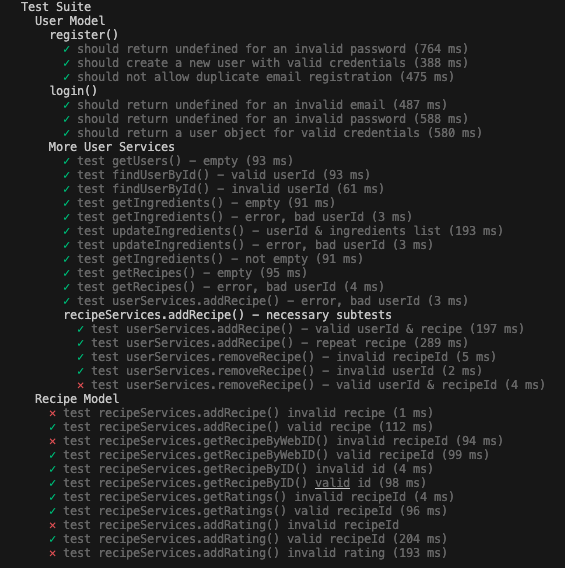 Test Suite
User Model
register()
✓ should return undefined for an invalid password (764 ms)
✓ should create a new user with valid credentials (388 ms)
✓ should not allow duplicate email registration (475 ms)
login()
✓ should return undefined for an invalid email (487 ms)
✓ should return undefined for an invalid password (588 ms)
✓ should return a user object for valid credentials (580 ms)
More User Services
✓ test getUsers() – empty (93 ms)
✓ test findUserById() – valid userId (93 ms)
✓ test findUserById() – invalid userId (61 ms)
✓ test getIngredients() – empty (91 ms)
✓ test getIngredients() – error, bad userId (3 ms)
✓ test updateIngredients() – userId & ingredients list (193 ms)
✓ test updateIngredients() – error, bad userId (3 ms)
✓ test getIngredients() – not empty (91 ms)
✓ test getRecipes() – empty (95 ms)
✓ test getRecipes() – error, bad userId (4 ms)
✓ test userServices.addRecipe() – error, bad userId (3 ms)
recipeServices.addRecipe() – necessary subtests
✓ test userServices.addRecipe() – valid userId & recipe (197 ms)
✓ test userServices.addRecipe() – repeat recipe (289 ms)
✓ test userServices.removeRecipe() – invalid recipeId (5 ms)
✓ test userServices.removeRecipe() – invalid userId (2 ms)
✕ test userServices.removeRecipe() – valid userId & recipeId (4 ms)
Recipe Model
✕ test recipeServices.addRecipe() invalid recipe (1 ms)
✓ test recipeServices.addRecipe() valid recipe (112 ms)
✕ test recipeServices.getRecipeByWebID() invalid recipeId (94 ms)
✓ test recipeServices.getRecipeByWebID() valid recipeId (99 ms)
✓ test recipeServices.getRecipeByID() invalid id (4 ms)
✓ test recipeServices.getRecipeByID() valid id (98 ms)
✓ test recipeServices.getRatings() invalid recipeId (4 ms)
✓ test recipeServices.getRatings() valid recipeId (96 ms)
✕ test recipeServices.addRating() invalid recipeId
✓ test recipeServices.addRating() valid recipeId (204 ms)
✕ test recipeServices.addRating() invalid rating (193 ms)